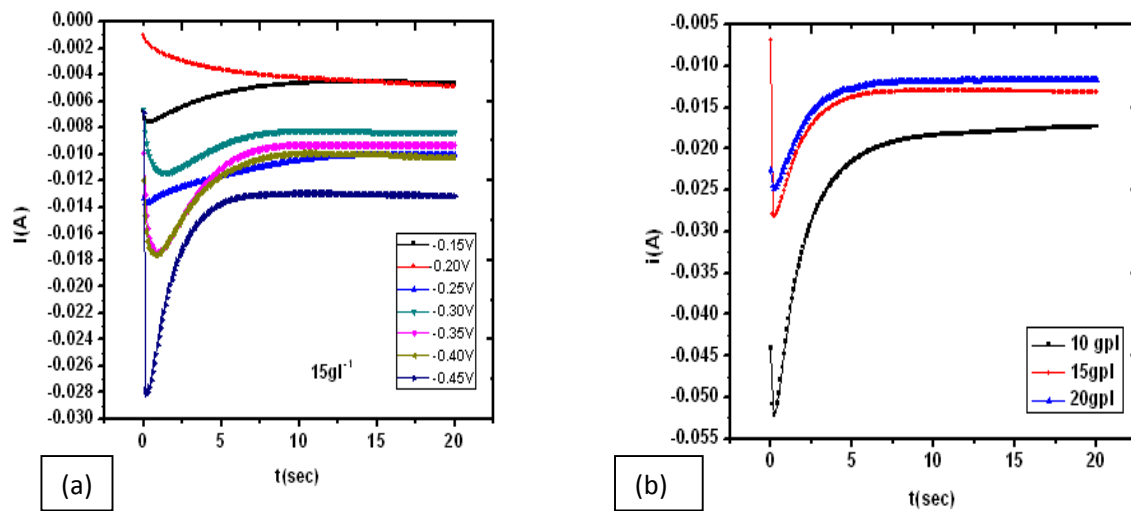 0.000
-0.002
-0.004
-0.006
-0.008
-0.010
-0.012
-0.014
-0.016
-0.018
-0.020
-0.022
-0.024
-0.026
-0.028
-0.030
I(A)
0
5
10
15
20
t(sec)
-0.15V
0.20V
-0.25V
-0.30V
-0.35V
-0.40V
-0.45V
15gl⁻¹
(a)
-0.005
-0.010
-0.015
-0.020
-0.025
-0.030
-0.035
-0.040
-0.045
-0.050
-0.055
i(A)
0
5
10
15
20
t(sec)
10 gpl
15gpl
20gpl
(b)